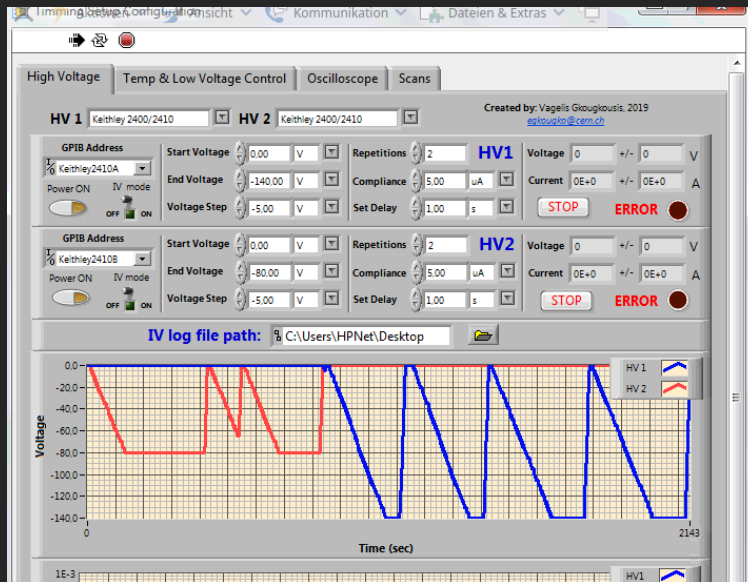 Timming Setup Configuration
Aktionen Ansicht Kommunikation Dateien & Extras
High Voltage Temp & Low Voltage Control Oscilloscope Scans
HV 1 Keithley 2400/2410 HV 2 Keithley 2400/2410
Created by: Vagelis Gkougkousis, 2019
egkougko@cern.ch
GPIB Address
Keithley2410A
Power ON IV mode
OFF ON
Start Voltage 0,00 V
End Voltage -140,00 V
Voltage Step -5,00 V
Repetitions 2
Compliance 5,00 uA
Set Delay 1,00 s
HV1
Voltage 0 +/- 0 V
Current 0E+0 +/- 0E+0 A
STOP ERROR
GPIB Address
Keithley2410B
Power ON IV mode
OFF ON
Start Voltage 0,00 V
End Voltage -80,00 V
Voltage Step -5,00 V
Repetitions 2
Compliance 5,00 uA
Set Delay 1,00 s
HV2
Voltage 0 +/- 0 V
Current 0E+0 +/- 0E+0 A
STOP ERROR
IV log file path: C:\Users\HPNet\Desktop
Voltage
0,0
-20,0
-40,0
-60,0
-80,0
-100,0
-120,0
-140,0
0 2143
Time (sec)
HV 1
HV 2
1E-3
HV1